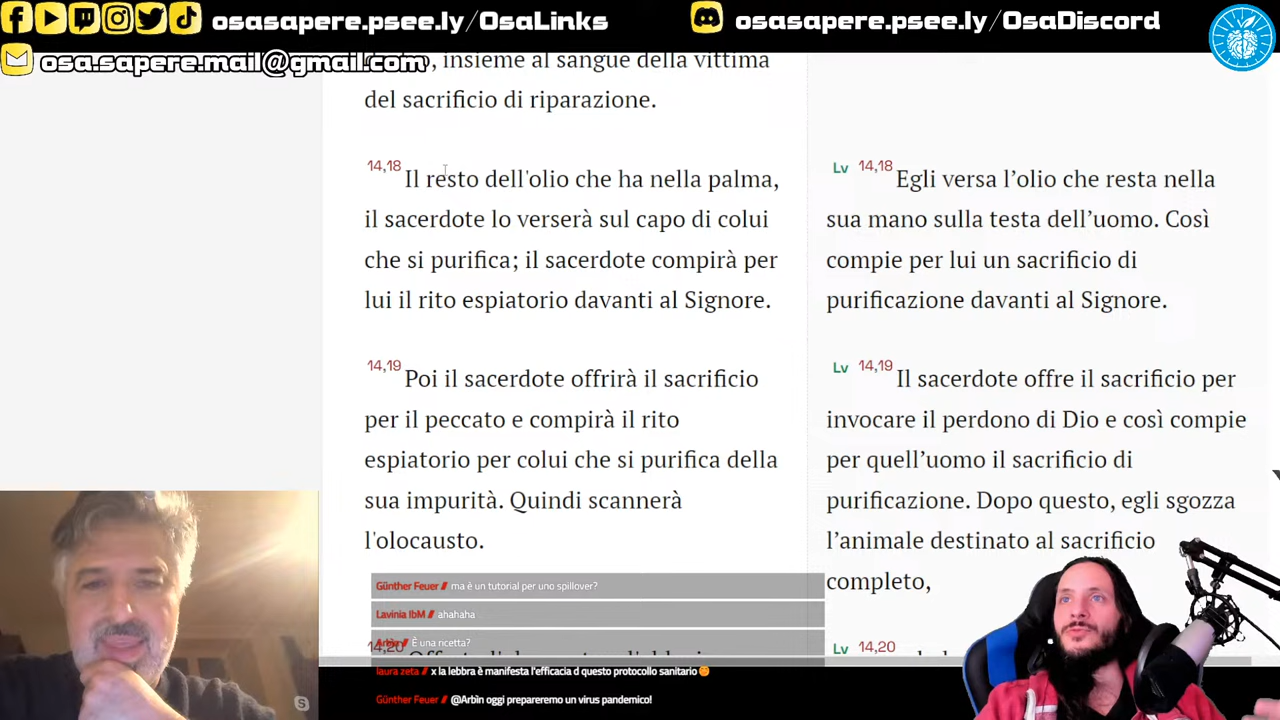 osasapere.psee.ly/OsaLinks
osasapere.psee.ly/OsaDiscord
osa.sapere.mail@gmail.com
insieme al sangue della vittima
del sacrificio di riparazione.
14,18 Il resto dell'olio che ha nella palma,
il sacerdote lo verserà sul capo di colui
che si purifica; il sacerdote compirà per
lui il rito espiatorio davanti al Signore.
14,19 Poi il sacerdote offrirà il sacrificio
per il peccato e compirà il rito
espiatorio per colui che si purifica della
sua impurità. Quindi scannerà
l'olocausto.
14,20
Lv 14,18 Egli versa l’olio che resta nella
sua mano sulla testa dell’uomo. Così
compie per lui un sacrificio di
purificazione davanti al Signore.
Lv 14,19 Il sacerdote offre il sacrificio per
invocare il perdono di Dio e così compie
per quell’uomo il sacrificio di
purificazione. Dopo questo, egli sgozza
l’animale destinato al sacrificio
completo,
Lv 14,20
Günther Feuer // ma è un tutorial per uno spillover?
Lavinia IbM // ahahaha
Arbìn // È una ricetta?
laura zeta // x la lebbra è manifesta l'efficacia d questo protocollo sanitario
Günther Feuer // @Arbìn oggi prepareremo un virus pandemico!